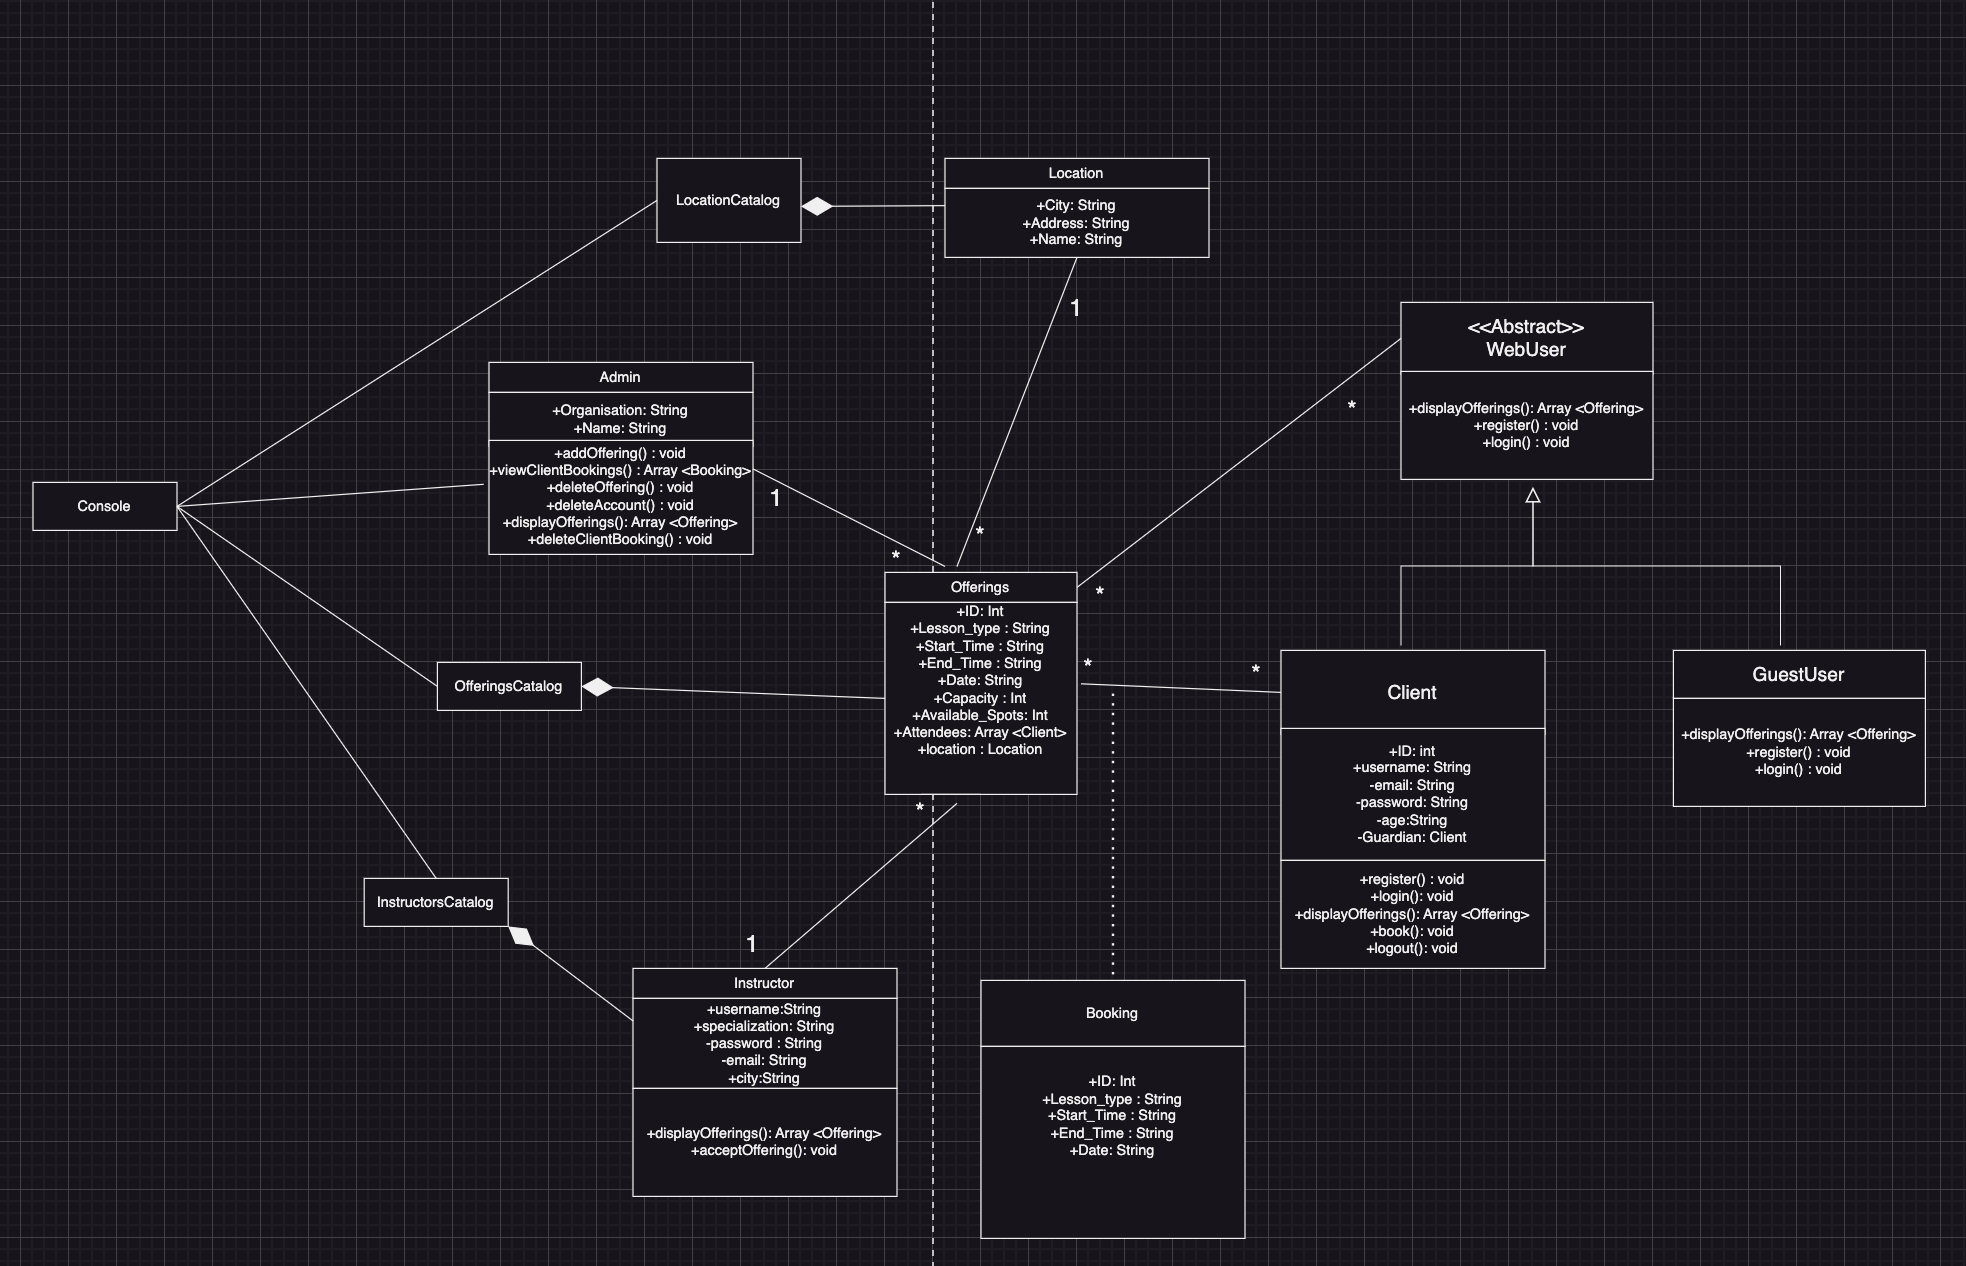 LocationCatalog
Location
+City: String
+Address: String
+Name: String
1
<<Abstract>>
WebUser
+displayOfferings(): Array <Offering>
+register() : void
+login() : void
*
Admin
+Organisation: String
+Name: String
+addOffering() : void
+viewClientBookings() : Array <Booking>
+deleteOffering() : void
+deleteAccount() : void
+displayOfferings(): Array <Offering>
+deleteClientBooking() : void
1
*
*
Console
Offerings
+ID: Int
+Lesson_type : String
+Start_Time : String
+End_Time : String
+Date: String
+Capacity : Int
+Available_Spots: Int
+Attendees: Array <Client>
+location : Location
*
*
*
OfferingsCatalog
Client
+ID: int
+username: String
-email: String
-password: String
-age:String
-Guardian: Client
+register() : void
+login(): void
+displayOfferings(): Array <Offering>
+book(): void
+logout(): void
GuestUser
+displayOfferings(): Array <Offering>
+register() : void
+login() : void
*
InstructorsCatalog
1
Instructor
+username:String
+specialization: String
-password : String
-email: String
+city:String
+displayOfferings(): Array <Offering>
+acceptOffering(): void
Booking
+ID: Int
+Lesson_type : String
+Start_Time : String
+End_Time : String
+Date: String